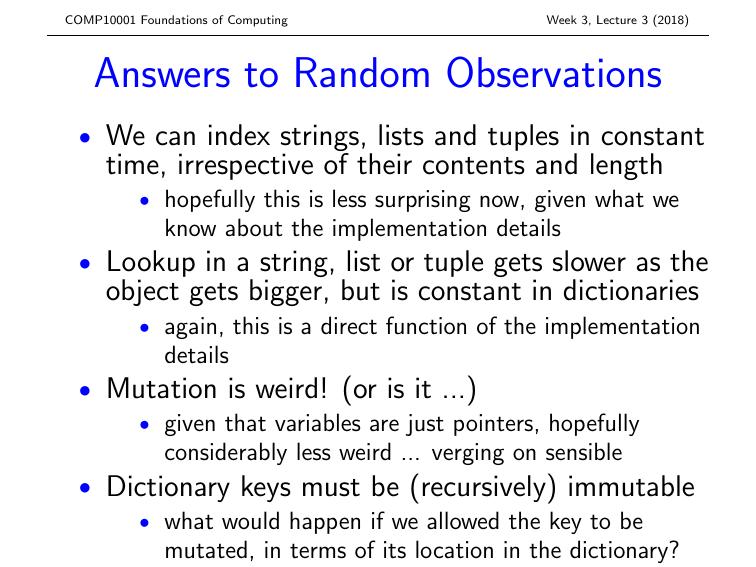 COMP10001 Foundations of Computing Week 3, Lecture 3 (2018)
Answers to Random Observations
• We can index strings, lists and tuples in constant
time, irrespective of their contents and length
• hopefully this is less surprising now, given what we
know about the implementation details
• Lookup in a string, list or tuple gets slower as the
object gets bigger, but is constant in dictionaries
• again, this is a direct function of the implementation
details
• Mutation is weird! (or is it ...)
• given that variables are just pointers, hopefully
considerably less weird ... verging on sensible
• Dictionary keys must be (recursively) immutable
• what would happen if we allowed the key to be
mutated, in terms of its location in the dictionary?